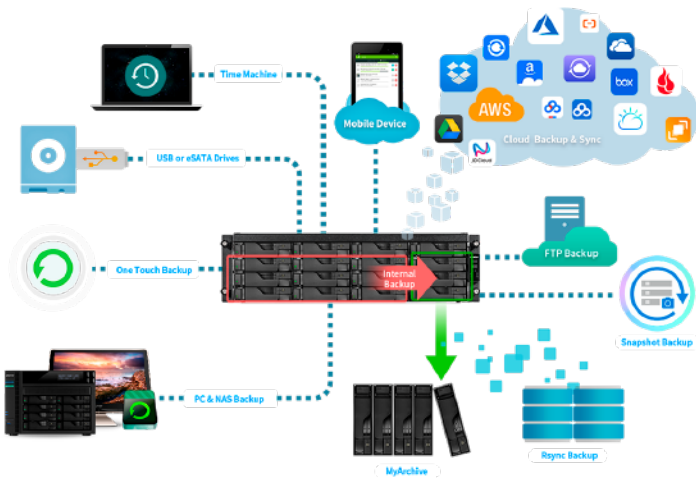 Time Machine
Mobile Device
box
AWS
Cloud Backup & Sync
JDCloud
USB or eSATA Drives
FTP Backup
One Touch Backup
Internal
Backup
Snapshot Backup
PC & NAS Backup
MyArchive
Rsync Backup